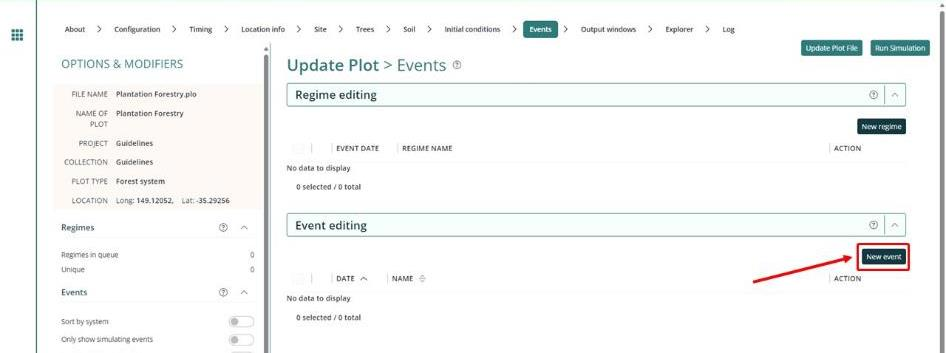 About > Configuration > Timing > Location info > Site > Trees > Soil > Initial conditions > Events > Output windows > Explorer > Log
Update Plot File Run Simulation
OPTIONS & MODIFIERS
FILE NAME Plantation Forestry.plo
NAME OF PLOT Plantation Forestry
PROJECT Guidelines
COLLECTION Guidelines
PLOT TYPE Forest system
LOCATION Long: 149.12052, Lat: -35.29256
Regimes
Regimes in queue 0
Unique 0
Events
Sort by system
Only show simulating events
Update Plot > Events
Regime editing
New regime
EVENT DATE REGIME NAME ACTION
No data to display
0 selected / 0 total
Event editing
New event
DATE NAME ACTION
No data to display
0 selected / 0 total